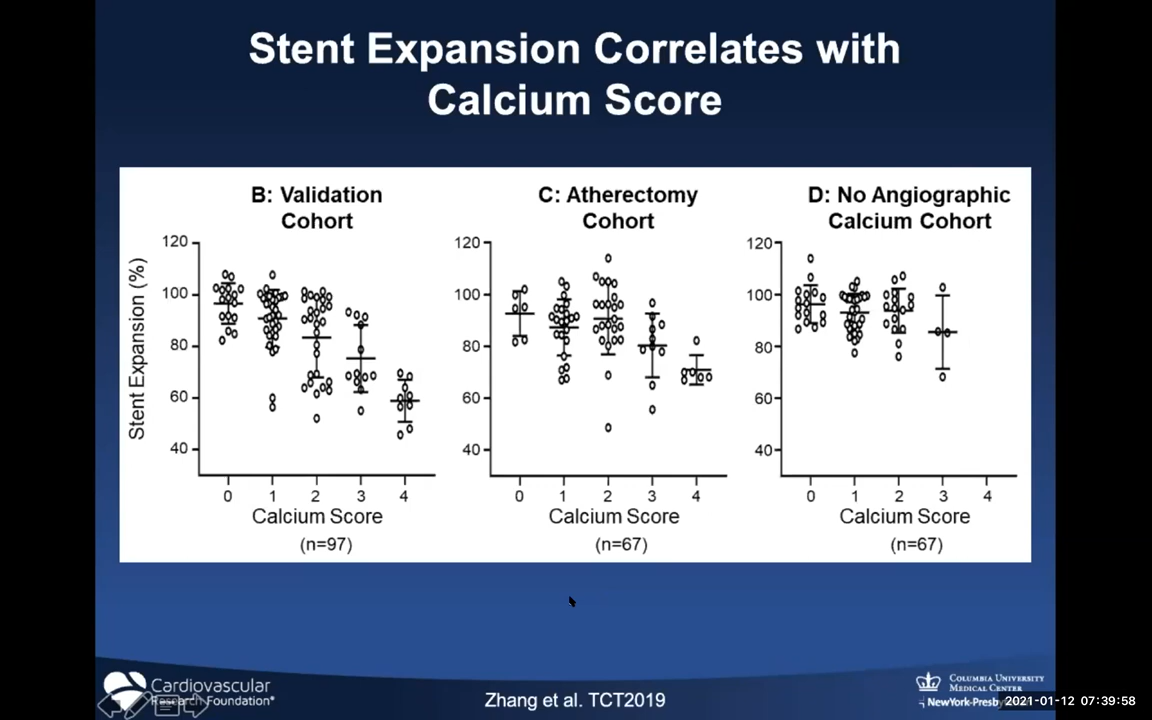 Stent Expansion Correlates with
Calcium Score
B: Validation
Cohort
120
100
80
60
40
Stent Expansion (%)
0 1 2 3 4
Calcium Score
(n=97)
C: Atherectomy
Cohort
120
100
80
60
40
0 1 2 3 4
Calcium Score
(n=67)
D: No Angiographic
Calcium Cohort
120
100
80
60
40
0 1 2 3 4
Calcium Score
(n=67)
Cardiovascular
Research Foundation®
Zhang et al. TCT2019
COLUMBIA UNIVERSITY
MEDICAL CENTER
NewYork-Presby
2021-01-12 07:39:58